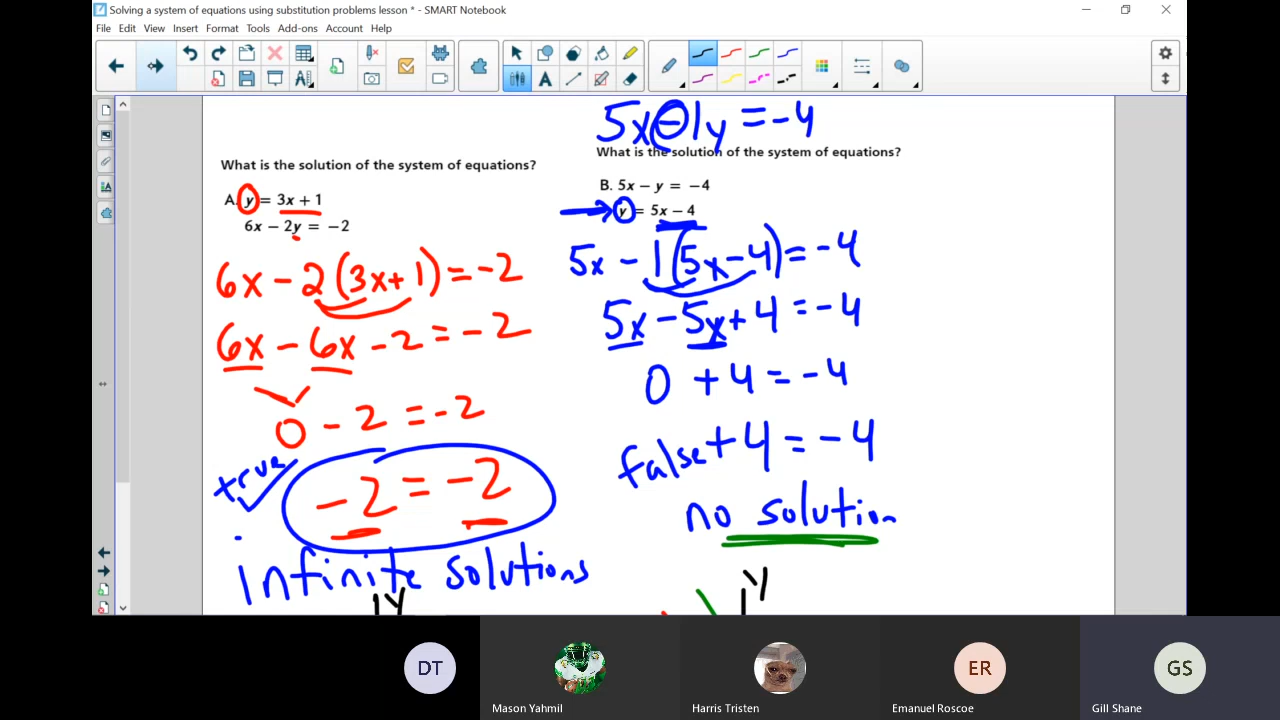 Solving a system of equations using substitution problems lesson * - SMART Notebook
File Edit View Insert Format Tools Add-ons Account Help
5x - 1y = -4
What is the solution of the system of equations?
A. y = 3x + 1
6x - 2y = -2
6x - 2(3x+1) = -2
6x - 6x - 2 = -2
0 - 2 = -2
true
-2 = -2
infinite solutions
y
What is the solution of the system of equations?
B. 5x - y = -4
y = 5x - 4
5x - 1(5x - 4) = -4
5x - 5x + 4 = -4
0 + 4 = -4
false +4 = -4
no solution
y
DT
ER
GS
Mason Yahmil
Harris Tristen
Emanuel Roscoe
Gill Shane